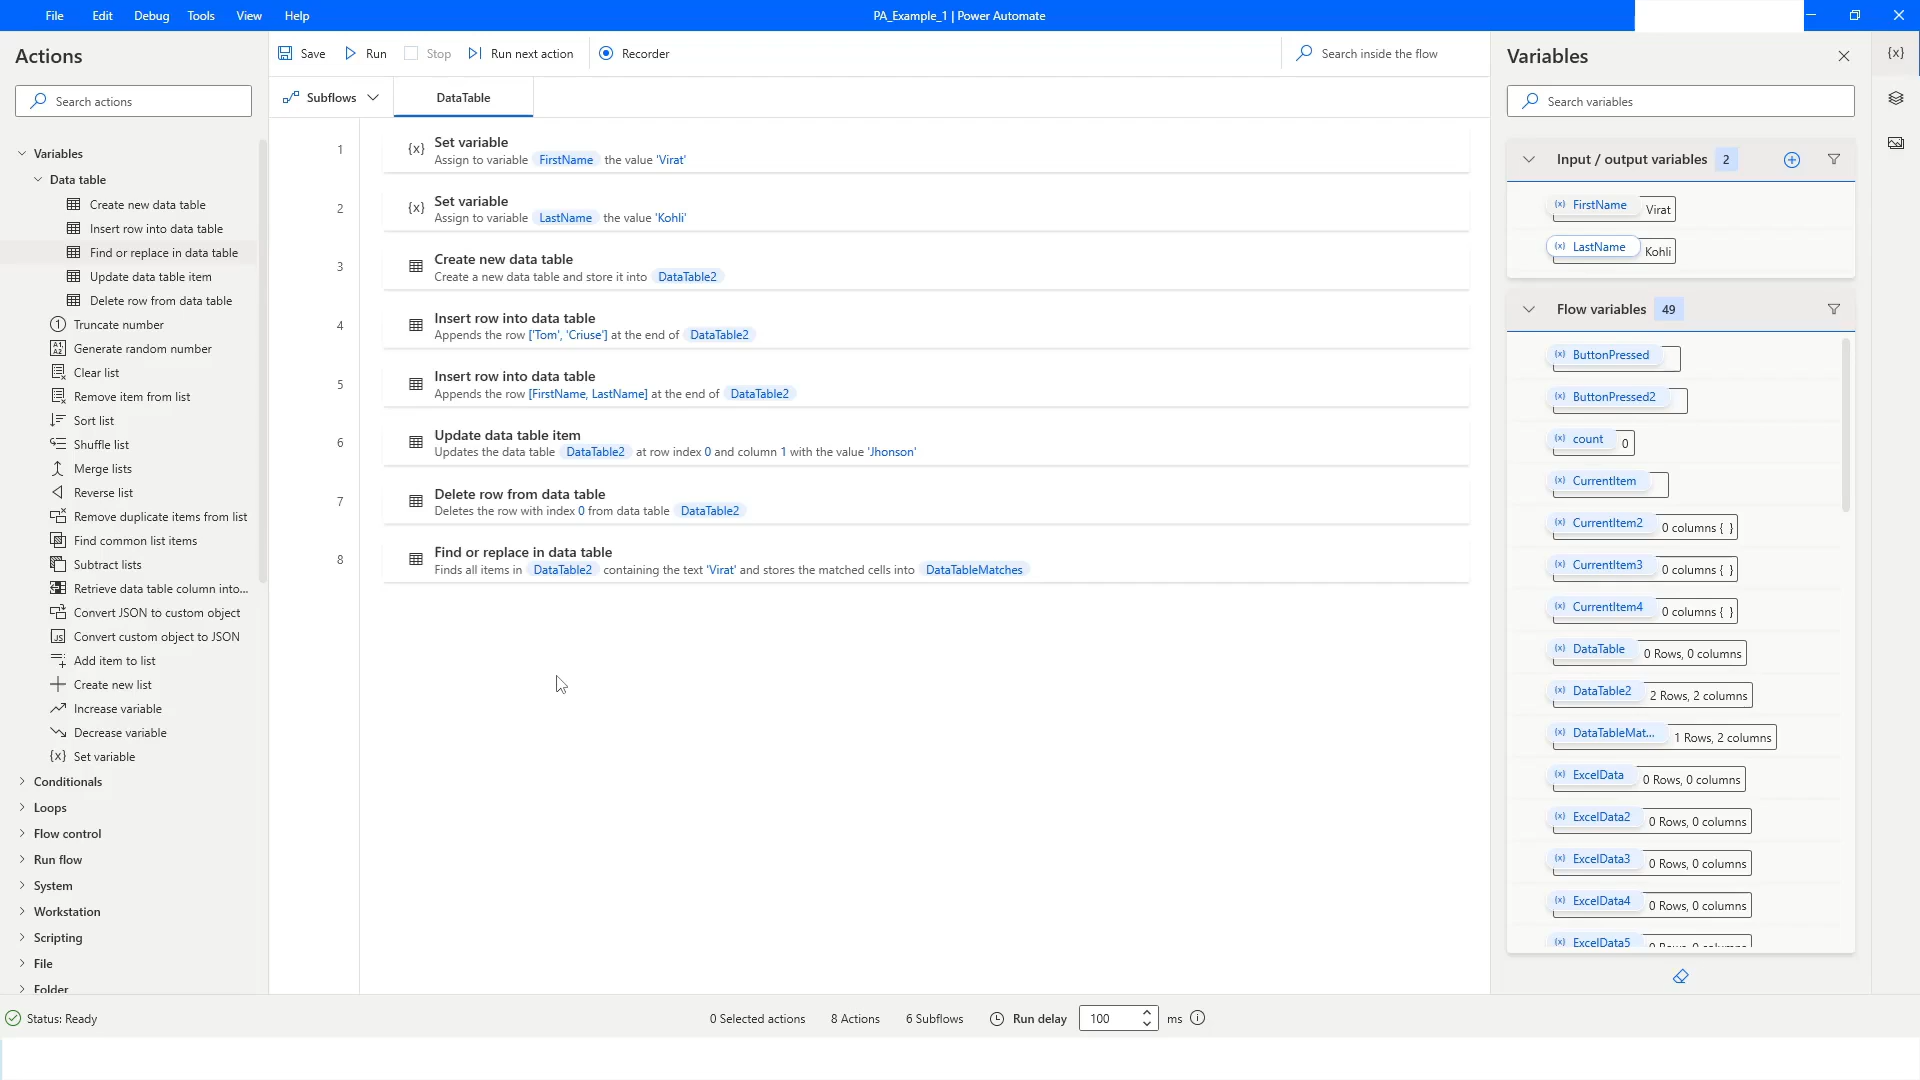 File Edit Debug Tools View Help
PA_Example_1 | Power Automate
Actions
Search actions
Variables
Data table
Create new data table
Insert row into data table
Find or replace in data table
Update data table item
Delete row from data table
Truncate number
Generate random number
Clear list
Remove item from list
Sort list
Shuffle list
Merge lists
Reverse list
Remove duplicate items from list
Find common list items
Subtract lists
Retrieve data table column into...
Convert JSON to custom object
Convert custom object to JSON
Add item to list
Create new list
Increase variable
Decrease variable
{x} Set variable
Conditionals
Loops
Flow control
Run flow
System
Workstation
Scripting
File
Folder
Save Run Stop Run next action Recorder
Search inside the flow
Subflows DataTable
1 {x} Set variable
Assign to variable FirstName the value 'Virat'
2 {x} Set variable
Assign to variable LastName the value 'Kohli'
3 Create new data table
Create a new data table and store it into DataTable2
4 Insert row into data table
Appends the row ['Tom', 'Criuse'] at the end of DataTable2
5 Insert row into data table
Appends the row [FirstName, LastName] at the end of DataTable2
6 Update data table item
Updates the data table DataTable2 at row index 0 and column 1 with the value 'Jhonson'
7 Delete row from data table
Deletes the row with index 0 from data table DataTable2
8 Find or replace in data table
Finds all items in DataTable2 containing the text 'Virat' and stores the matched cells into DataTableMatches
Variables
{x}
Search variables
Input / output variables 2
(x) FirstName Virat
(x) LastName Kohli
Flow variables 49
(x) ButtonPressed
(x) ButtonPressed2
(x) count 0
(x) CurrentItem
(x) CurrentItem2 0 columns { }
(x) CurrentItem3 0 columns { }
(x) CurrentItem4 0 columns { }
(x) DataTable 0 Rows, 0 columns
(x) DataTable2 2 Rows, 2 columns
(x) DataTableMat... 1 Rows, 2 columns
(x) ExcelData 0 Rows, 0 columns
(x) ExcelData2 0 Rows, 0 columns
(x) ExcelData3 0 Rows, 0 columns
(x) ExcelData4 0 Rows, 0 columns
(x) ExcelData5 0 Rows, 0 columns
Status: Ready
0 Selected actions 8 Actions 6 Subflows Run delay 100 ms